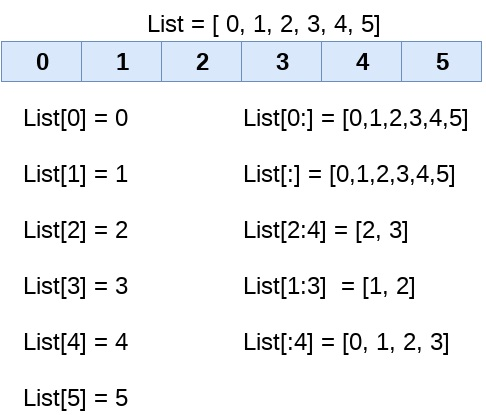 List = [ 0, 1, 2, 3, 4, 5]
0 1 2 3 4 5
List[0] = 0 List[0:] = [0,1,2,3,4,5]
List[1] = 1 List[:] = [0,1,2,3,4,5]
List[2] = 2 List[2:4] = [2, 3]
List[3] = 3 List[1:3]  = [1, 2]
List[4] = 4 List[:4] = [0, 1, 2, 3]
List[5] = 5